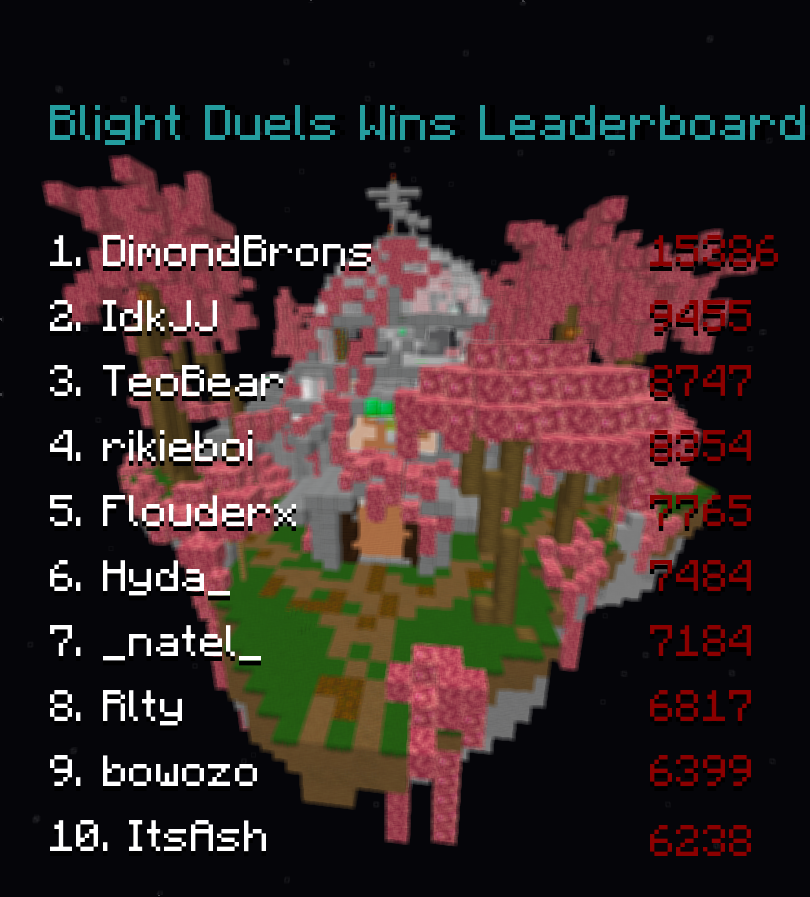 Blight Duels Wins Leaderboard
1. DimondBrons 15386
2. IdkJJ 9455
3. TeoBear 8747
4. rikieboi 8354
5. Flouderx 7765
6. Hyda_ 7484
7. _natel_ 7184
8. Rlty 6817
9. bowozo 6399
10. ItsAsh 6238